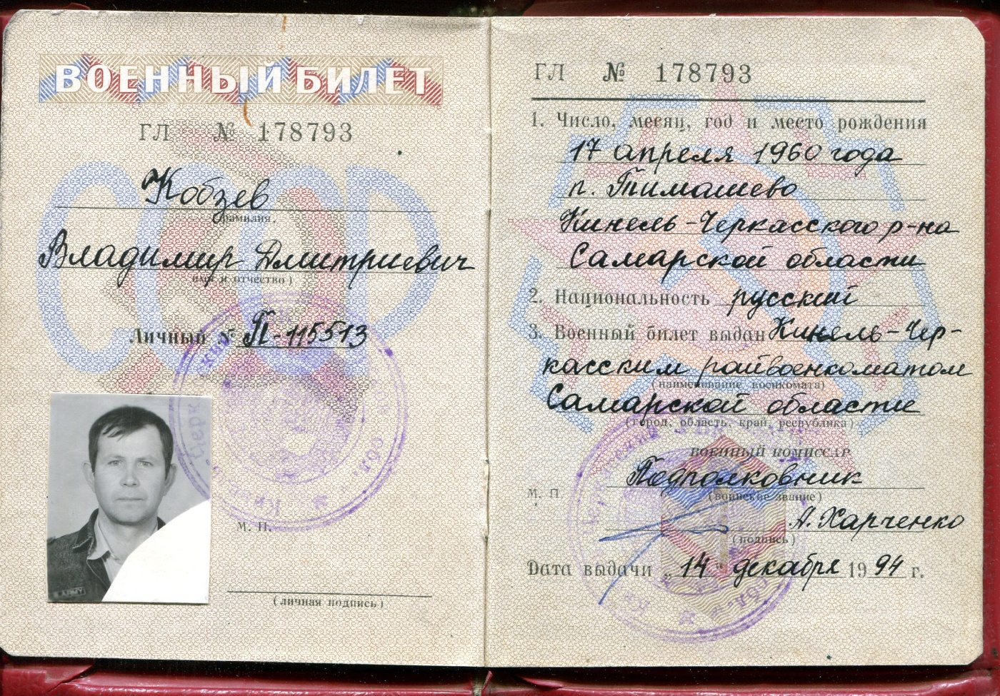 ВОЕННЫЙ БИЛЕТ
ГЛ № 178793
СССР
Кобзев
фамилия,
Владимир Дмитриевич
имя и отчество)
Личный № П-115513
М. П.
(личная подпись)
ГЛ № 178793
1. Число, месяц, год и место рождения
17 апреля 1960 года
п. Тимашево
Кинель-Черкасского р-на
Самарской области
2. Национальность русский
3. Военный билет выдан Кинель-Чер-
касским райвоенкоматом
(наименование военкомата)
Самарской области
(город, область, край, республика)
ВОЕННЫЙ КОМИССАР
Подполковник
М. П.
(воинское звание)
А. Харченко
(подпись)
Дата выдачи „14" декабря 1994 г.